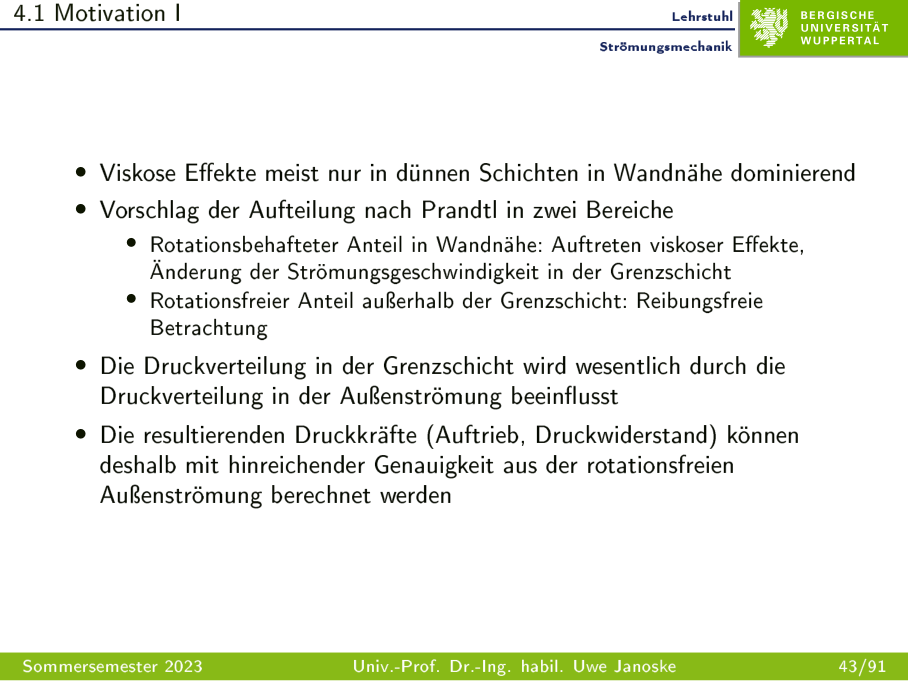 4.1 Motivation I
Lehrstuhl
Strömungsmechanik
BERGISCHE
UNIVERSITÄT
WUPPERTAL
• Viskose Effekte meist nur in dünnen Schichten in Wandnähe dominierend
• Vorschlag der Aufteilung nach Prandtl in zwei Bereiche
• Rotationsbehafteter Anteil in Wandnähe: Auftreten viskoser Effekte,
Änderung der Strömungsgeschwindigkeit in der Grenzschicht
• Rotationsfreier Anteil außerhalb der Grenzschicht: Reibungsfreie
Betrachtung
• Die Druckverteilung in der Grenzschicht wird wesentlich durch die
Druckverteilung in der Außenströmung beeinflusst
• Die resultierenden Druckkräfte (Auftrieb, Druckwiderstand) können
deshalb mit hinreichender Genauigkeit aus der rotationsfreien
Außenströmung berechnet werden
Sommersemester 2023
Univ.-Prof. Dr.-Ing. habil. Uwe Janoske
43/91